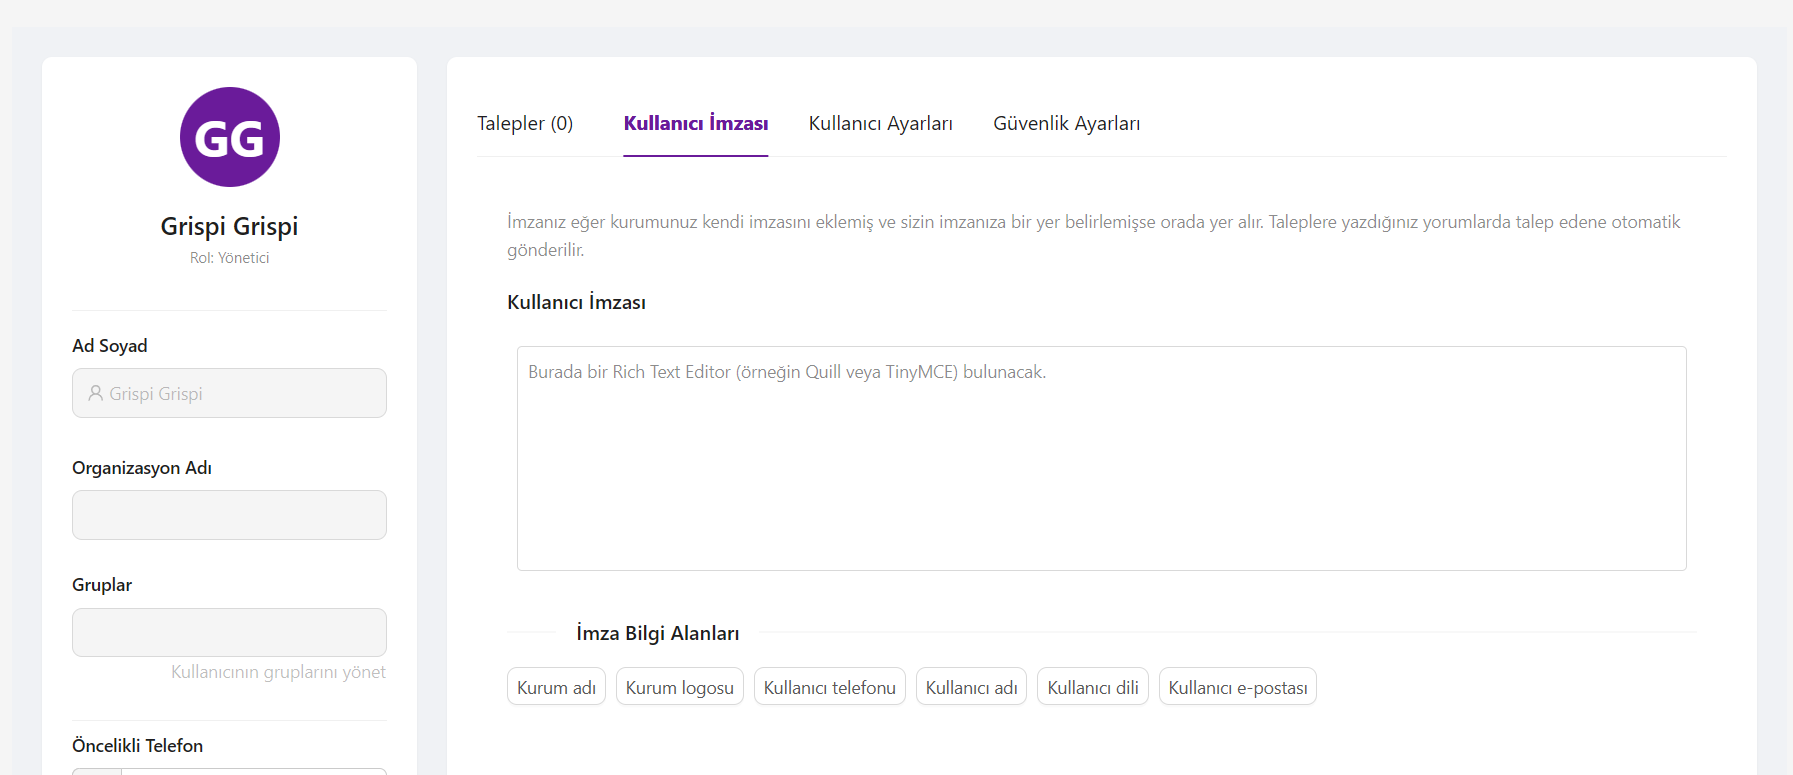 GG
Grispi Grispi
Rol: Yönetici
Ad Soyad
Grispi Grispi
Organizasyon Adı
Gruplar
Kullanıcının gruplarını yönet
Öncelikli Telefon
Talepler (0)
Kullanıcı İmzası
Kullanıcı Ayarları
Güvenlik Ayarları
İmzanız eğer kurumunuz kendi imzasını eklemiş ve sizin imzanıza bir yer belirlemişse orada yer alır. Taleplere yazdığınız yorumlarda talep edene otomatik
gönderilir.
Kullanıcı İmzası
Burada bir Rich Text Editor (örneğin Quill veya TinyMCE) bulunacak.
İmza Bilgi Alanları
Kurum adı
Kurum logosu
Kullanıcı telefonu
Kullanıcı adı
Kullanıcı dili
Kullanıcı e-postası